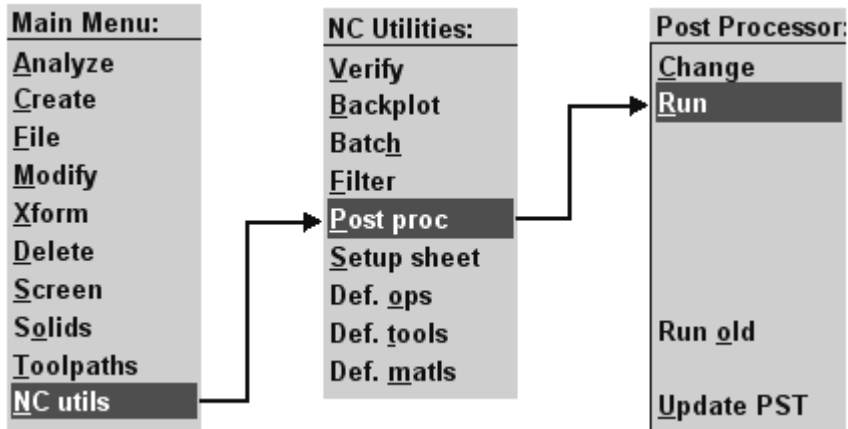 Main Menu:
Analyze
Create
File
Modify
Xform
Delete
Screen
Solids
Toolpaths
NC utils
NC Utilities:
Verify
Backplot
Batch
Filter
Post proc
Setup sheet
Def. ops
Def. tools
Def. matls
Post Processor:
Change
Run
Run old
Update PST